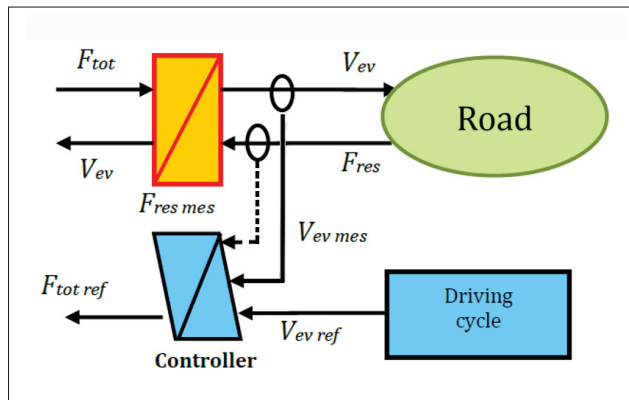 F_tot
V_ev
Road
V_ev
F_res
F_res mes
V_ev mes
F_tot ref
Driving
cycle
V_ev ref
Controller